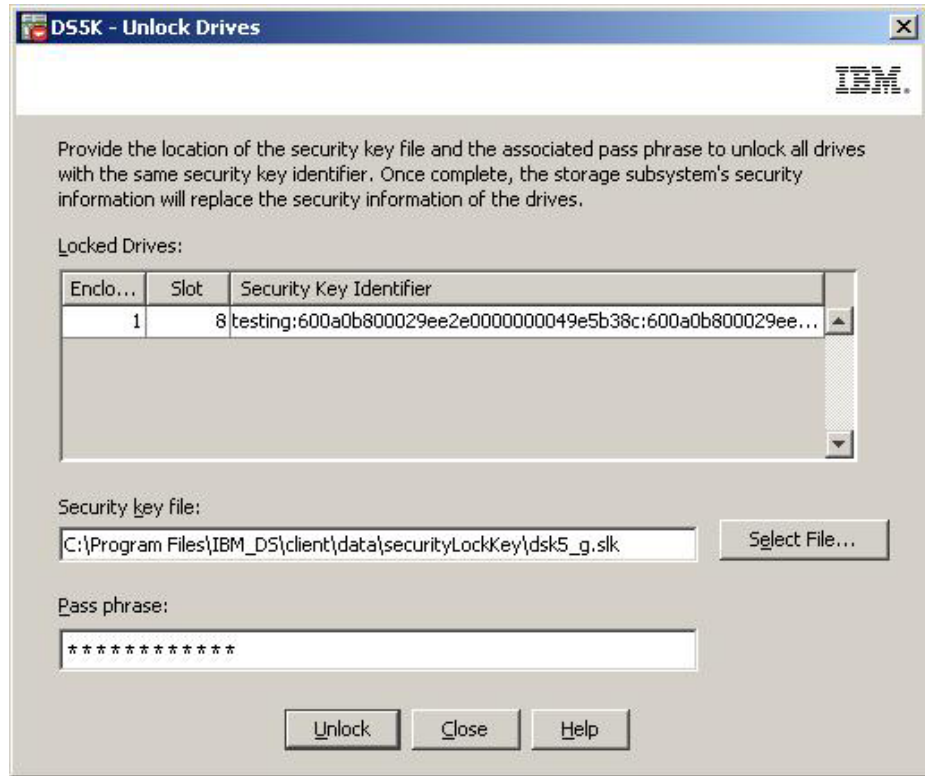 DS5K - Unlock Drives
IBM.
Provide the location of the security key file and the associated pass phrase to unlock all drives
with the same security key identifier. Once complete, the storage subsystem's security
information will replace the security information of the drives.
Locked Drives:
Enclo... Slot Security Key Identifier
1 8 testing:600a0b800029ee2e0000000049e5b38c:600a0b800029ee...
Security key file:
C:\Program Files\IBM_DS\client\data\securityLockKey\dsk5_g.slk Select File...
Pass phrase:
************
Unlock Close Help